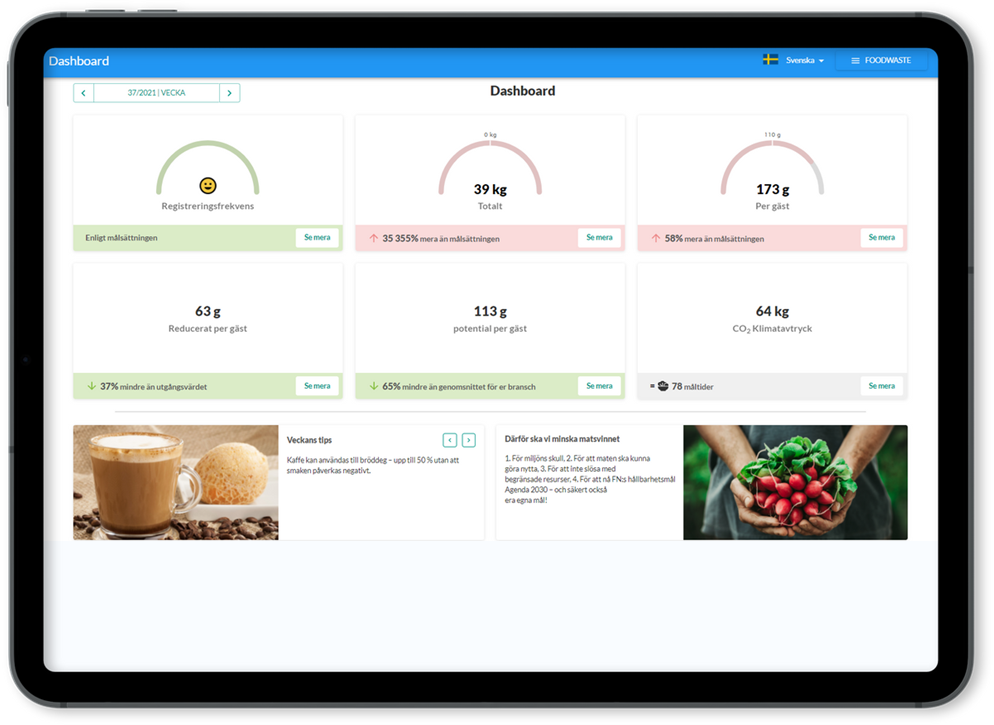 Dashboard
Svenska
FOODWASTE
37/2021 | VECKA
Dashboard
Registreringsfrekvens
Enligt målsättningen
Se mera
0 kg
39 kg
Totalt
35 355% mera än målsättningen
Se mera
110 g
173 g
Per gäst
58% mera än målsättningen
Se mera
63 g
Reducerat per gäst
37% mindre än utgångsvärdet
Se mera
113 g
potential per gäst
65% mindre än genomsnittet för er bransch
Se mera
64 kg
CO₂ Klimatavtryck
= 78 måltider
Se mera
Veckans tips
Kaffe kan användas till bröddeg – upp till 50 % utan att
smaken påverkas negativt.
Därför ska vi minska matsvinnet
1. För miljöns skull, 2. För att maten ska kunna
göra nytta, 3. För att inte slösa med
begränsade resurser, 4. För att nå FN:s hållbarhetsmål
Agenda 2030 – och säkert också
era egna mål!